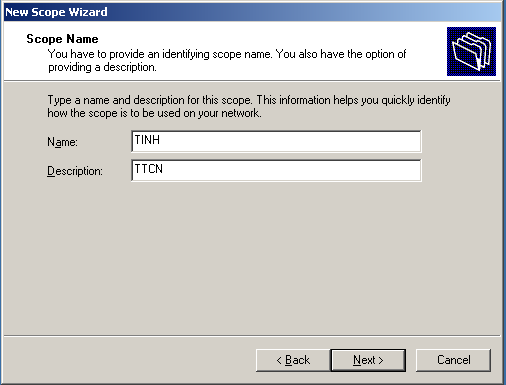 New Scope Wizard
Scope Name
You have to provide an identifying scope name. You also have the option of
providing a description.
Type a name and description for this scope. This information helps you quickly identify
how the scope is to be used on your network.
Name: TINH
Description: TTCN
< Back Next > Cancel